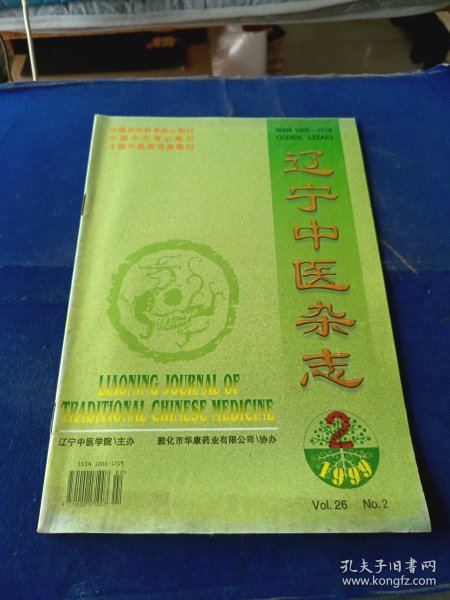 中国自然科学核心期刊
中国中文核心期刊
中国中医药优秀期刊
ISSN 1000-1719
CODEN LZZAEJ
辽宁中医杂志
LIAONING JOURNAL OF
TRADITIONAL CHINESE MEDICINE
辽宁中医学院\主办 敦化市华康药业有限公司\协办
2
1999
Vol.26 No.2
ISSN 1000-1719
02>
9 771000 171007
孔夫子旧书网
www.kongfz.com